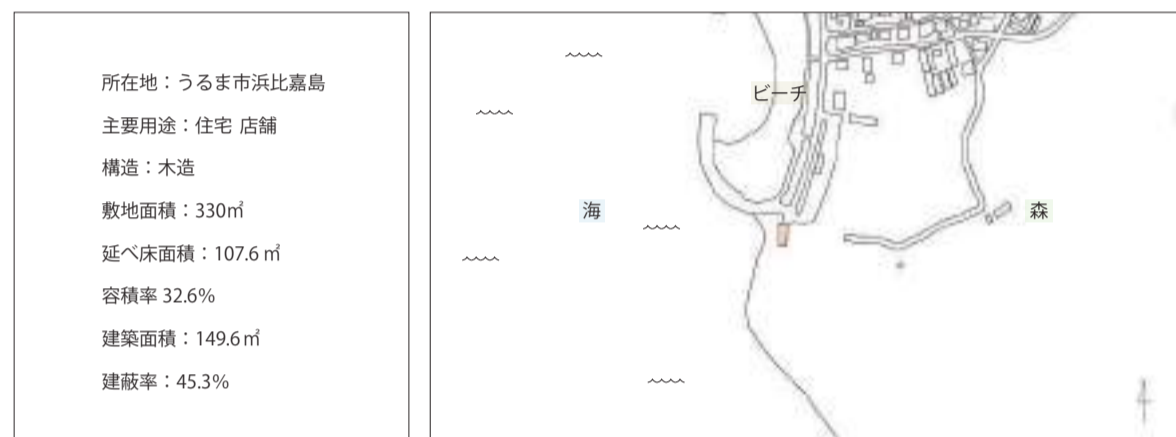 所在地：うるま市浜比嘉島
主要用途：住宅 店舗
構造：木造
敷地面積：330㎡
延べ床面積：107.6 ㎡
容積率 32.6%
建築面積：149.6㎡
建蔽率：45.3%
ビーチ
海
森